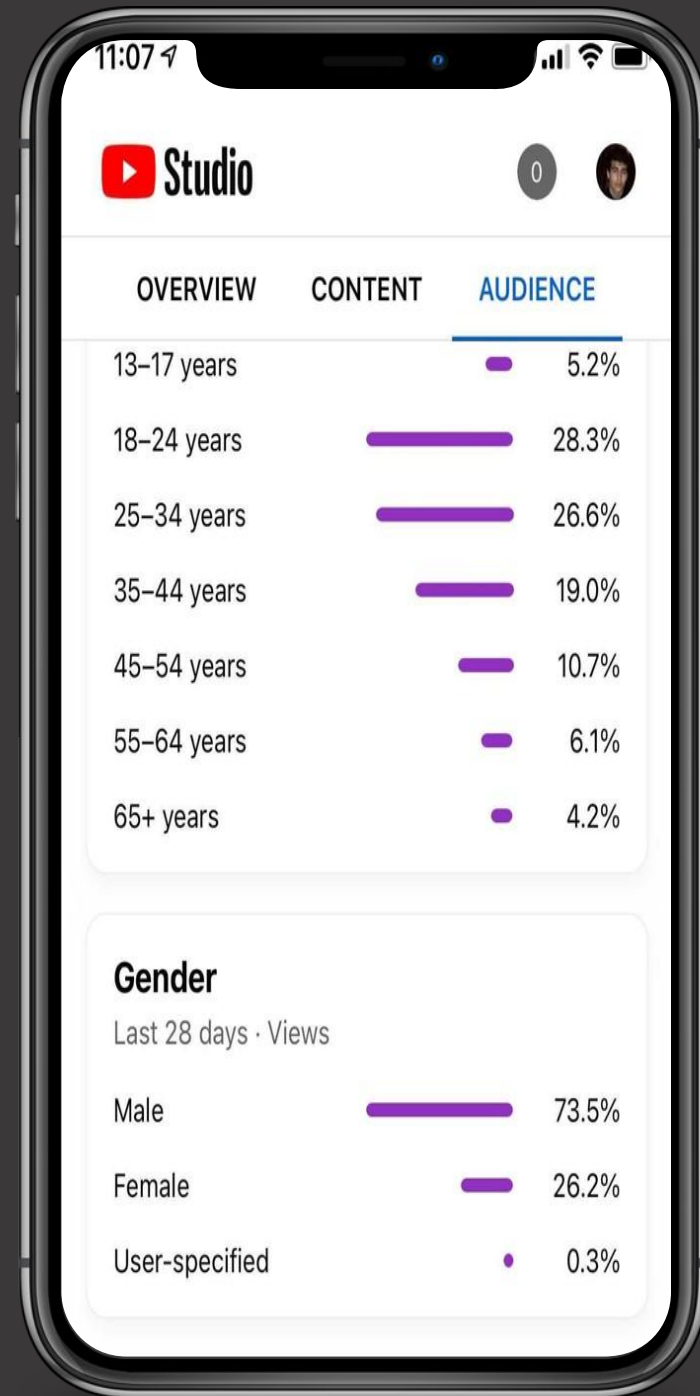 11:07
Studio
0
OVERVIEW CONTENT AUDIENCE
13–17 years 5.2%
18–24 years 28.3%
25–34 years 26.6%
35–44 years 19.0%
45–54 years 10.7%
55–64 years 6.1%
65+ years 4.2%
Gender
Last 28 days · Views
Male 73.5%
Female 26.2%
User-specified 0.3%